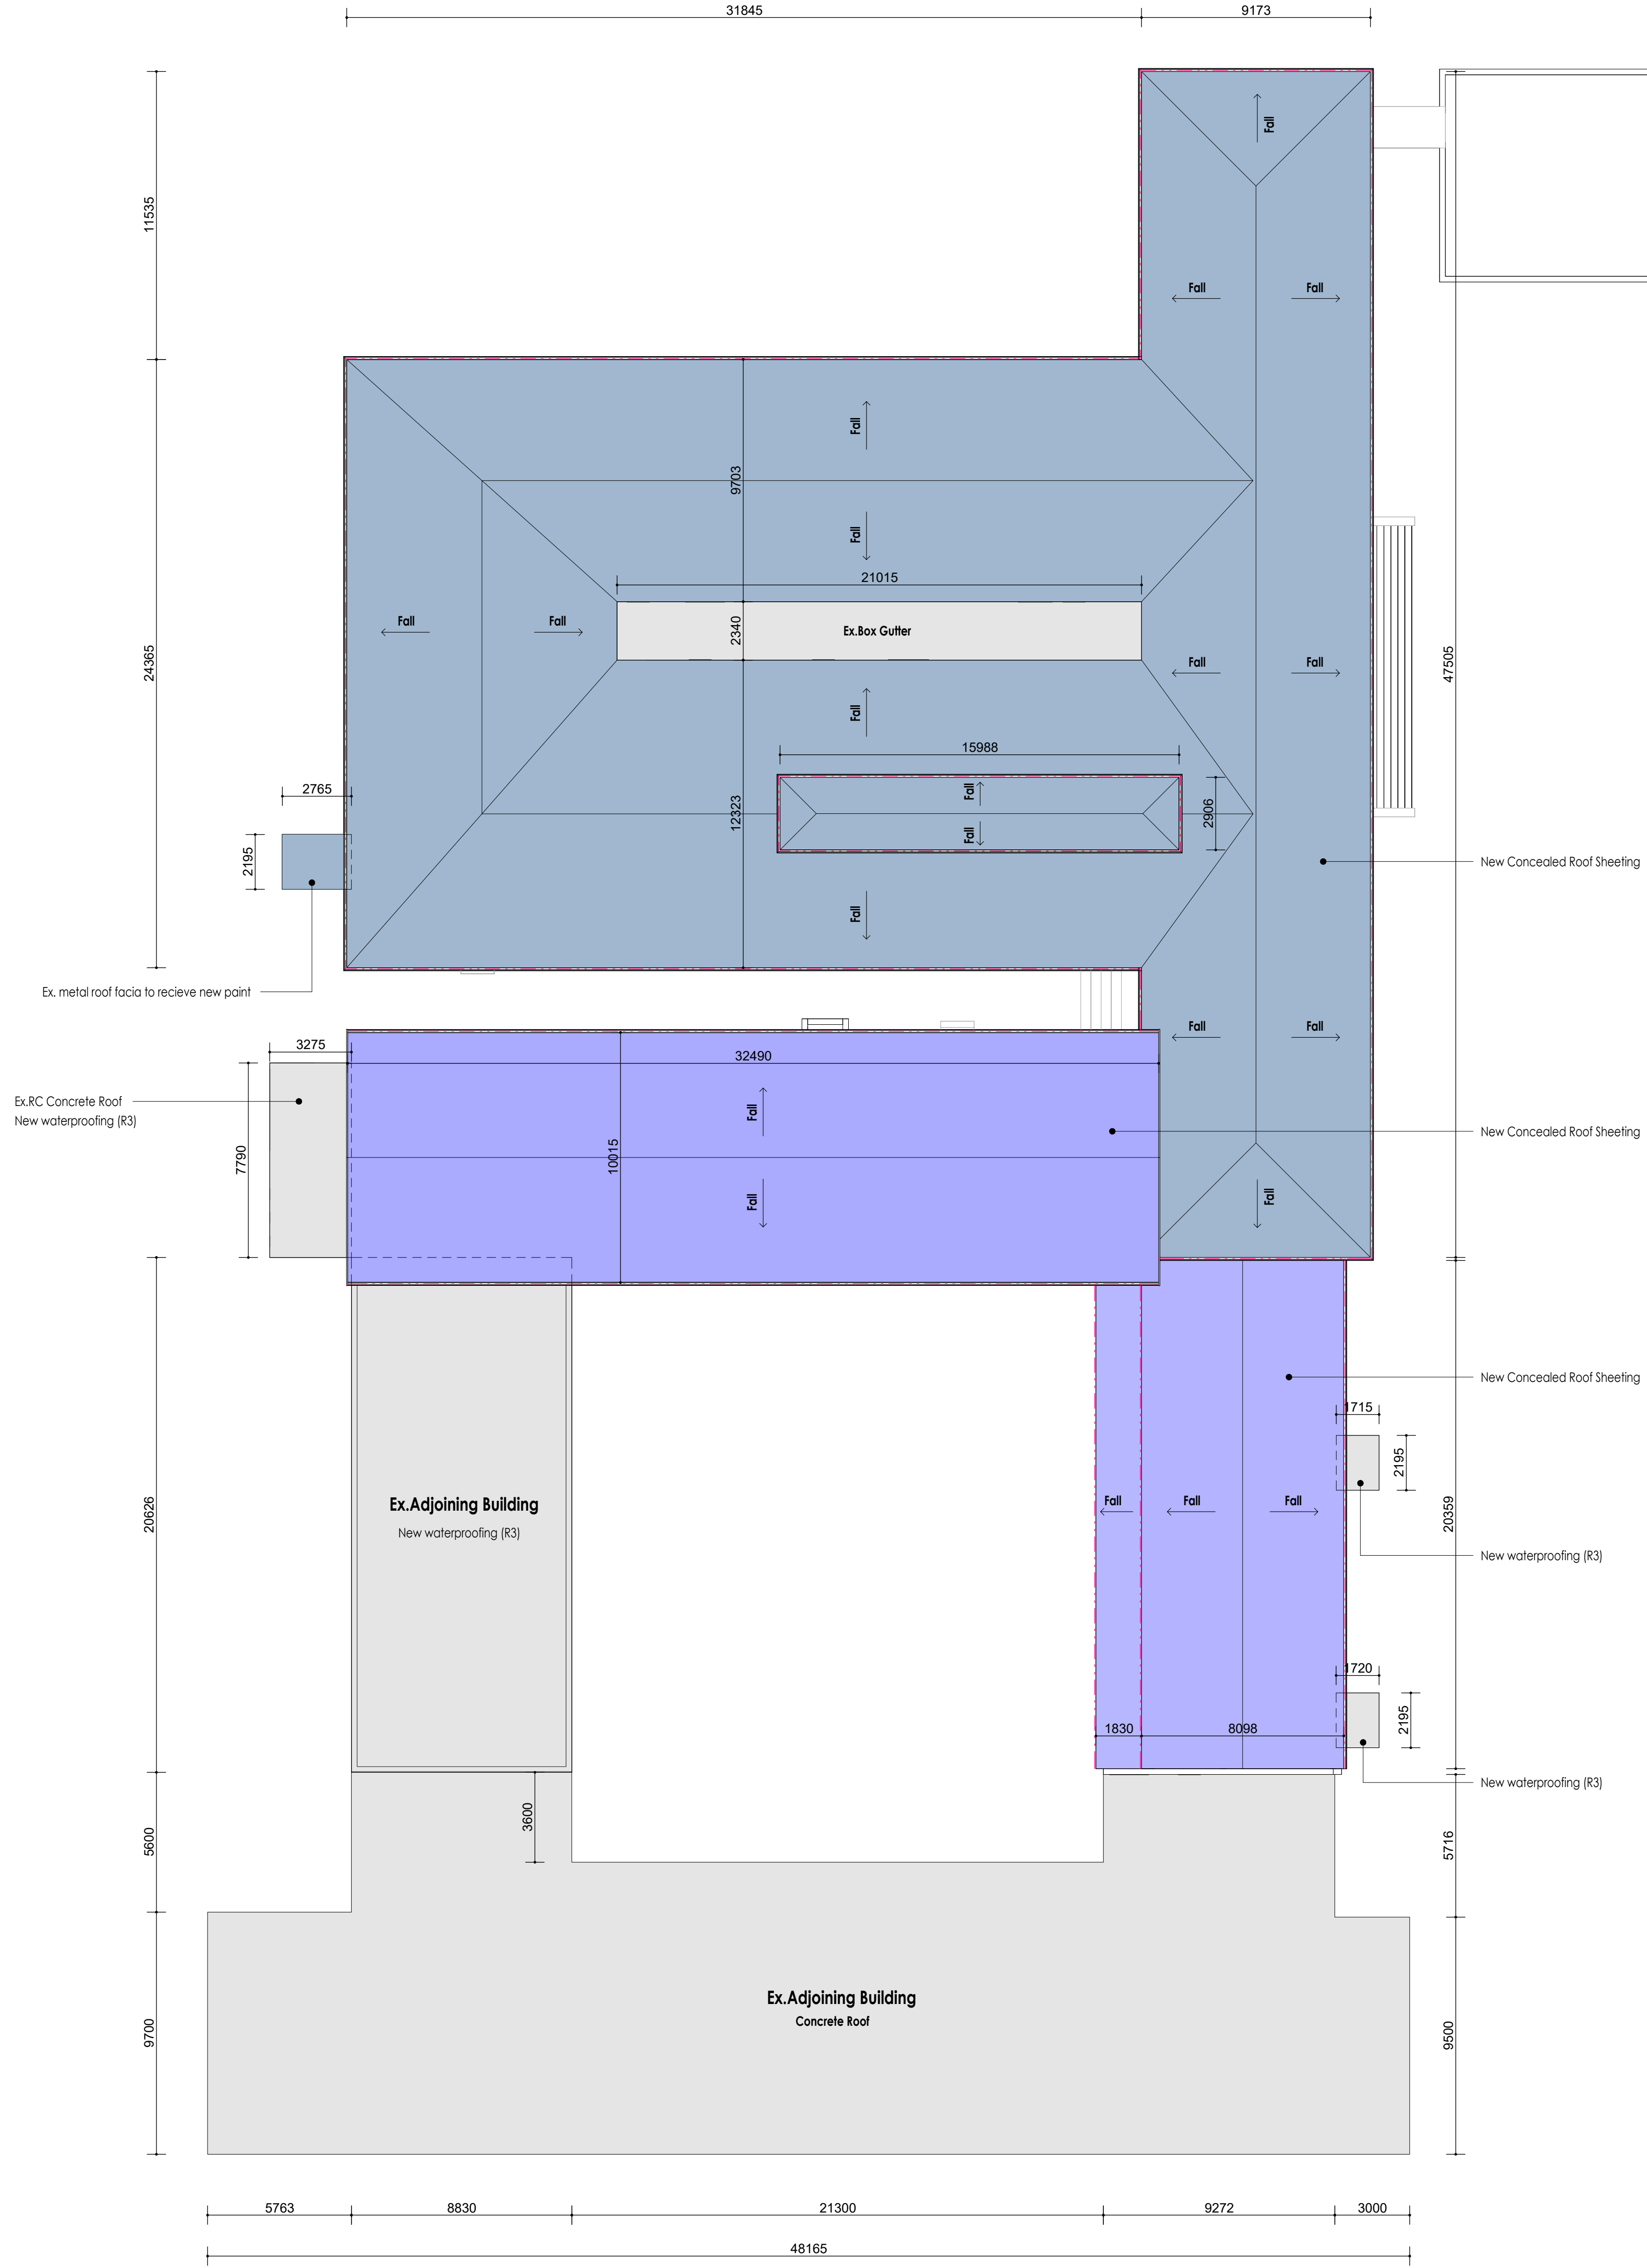 31845
9173
Fall
11535
Fall
Fall
Fall
9703
Fall
21015
Fall
Fall
2340
Ex.Box Gutter
24365
Fall
Fall
47505
Fall
15988
2765
Fall
12323
2906
Fall
2195
New Concealed Roof Sheeting
Fall
Ex. metal roof facia to recieve new paint
Fall
Fall
3275
32490
Ex.RC Concrete Roof
New waterproofing (R3)
Fall
New Concealed Roof Sheeting
7790
10015
Fall
Fall
New Concealed Roof Sheeting
1715
2195
Ex.Adjoining Building
New waterproofing (R3)
20626
Fall
Fall
Fall
20359
New waterproofing (R3)
1720
2195
1830
8098
New waterproofing (R3)
3600
5600
5716
Ex.Adjoining Building
Concrete Roof
9700
9500
5763
8830
21300
9272
3000
48165